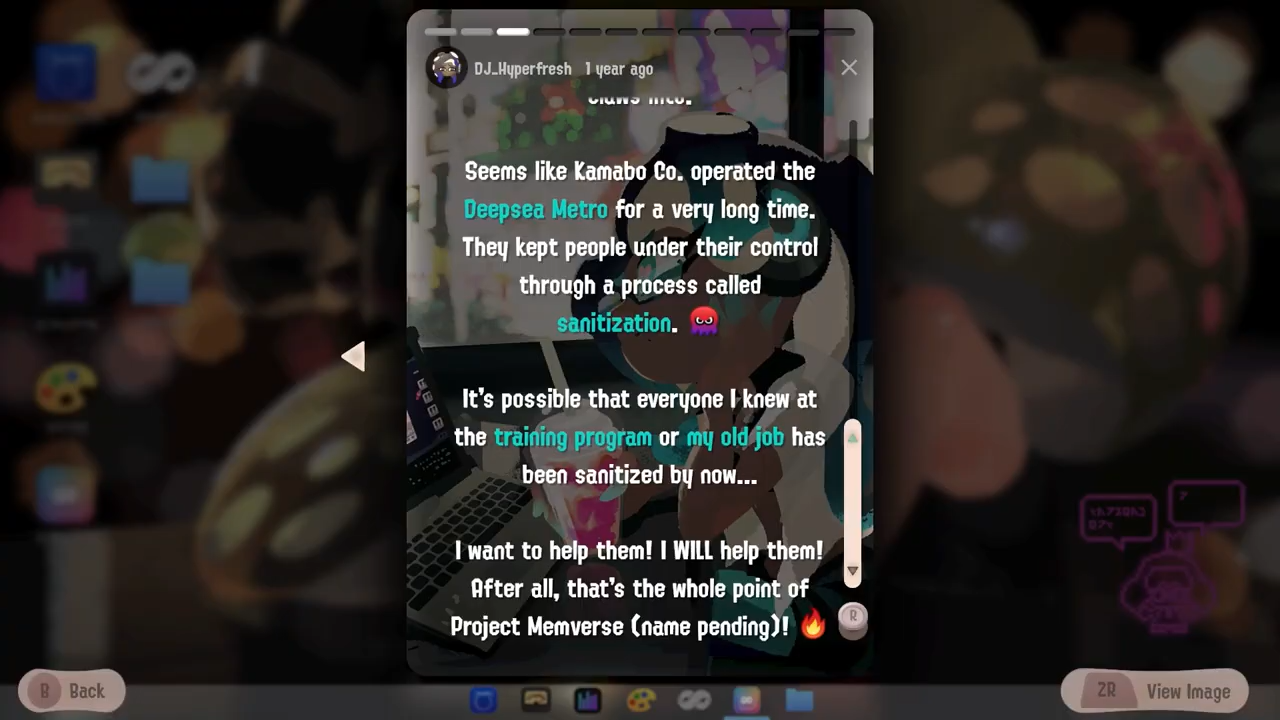 DJ_Hyperfresh 1 year ago
claws into.
Seems like Kamabo Co. operated the
Deepsea Metro for a very long time.
They kept people under their control
through a process called
sanitization.
It's possible that everyone I knew at
the training program or my old job has
been sanitized by now...
I want to help them! I WILL help them!
After all, that's the whole point of
Project Memverse (name pending)!
R
B Back
ZR View Image